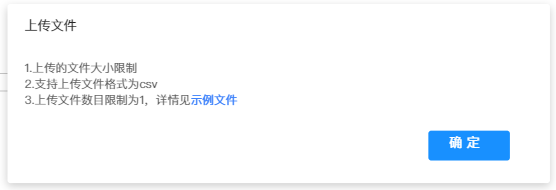 上传文件
1.上传的文件大小限制
2.支持上传文件格式为csv
3.上传文件数目限制为1，详情见示例文件
确 定